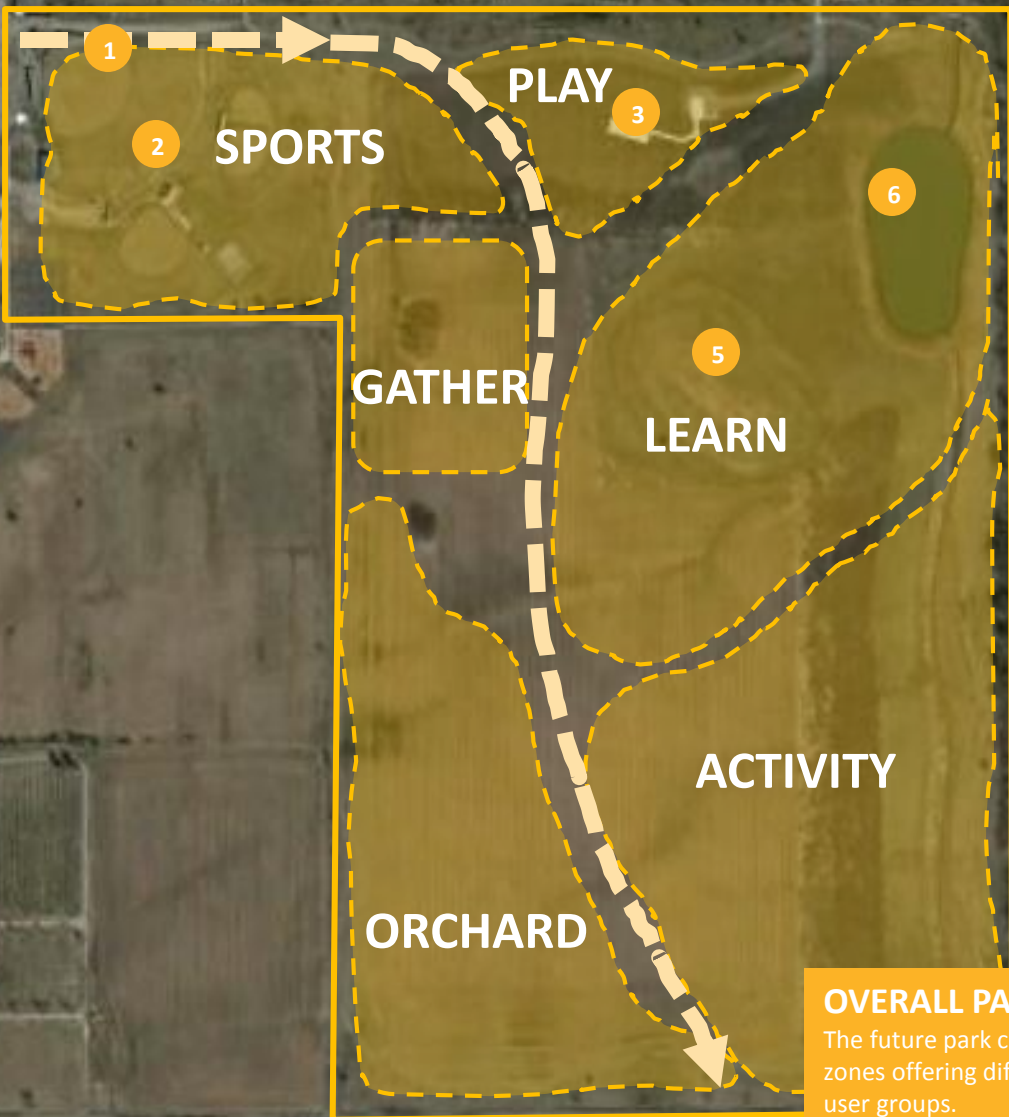 1
PLAY
3
2
SPORTS
6
5
GATHER
LEARN
ACTIVITY
ORCHARD
OVERALL PA
The future park c
zones offering dif
user groups.